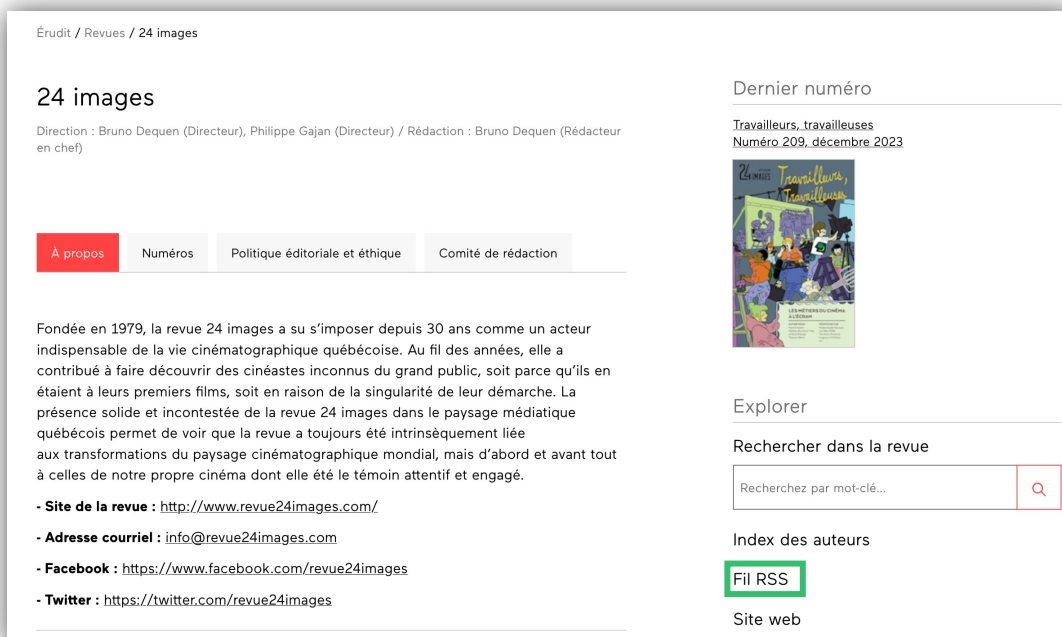 Érudit / Revues / 24 images
24 images
Direction : Bruno Dequen (Directeur), Philippe Gajan (Directeur) / Rédaction : Bruno Dequen (Rédacteur
en chef)
À propos
Numéros
Politique éditoriale et éthique
Comité de rédaction
Fondée en 1979, la revue 24 images a su s’imposer depuis 30 ans comme un acteur
indispensable de la vie cinématographique québécoise. Au fil des années, elle a
contribué à faire découvrir des cinéastes inconnus du grand public, soit parce qu’ils en
étaient à leurs premiers films, soit en raison de la singularité de leur démarche. La
présence solide et incontestée de la revue 24 images dans le paysage médiatique
québécois permet de voir que la revue a toujours été intrinsèquement liée
aux transformations du paysage cinématographique mondial, mais d’abord et avant tout
à celles de notre propre cinéma dont elle été le témoin attentif et engagé.
- Site de la revue : http://www.revue24images.com/
- Adresse courriel : info@revue24images.com
- Facebook : https://www.facebook.com/revue24images
- Twitter : https://twitter.com/revue24images
Dernier numéro
Travailleurs, travailleuses
Numéro 209, décembre 2023
24 IMAGES
Travailleurs,
Travailleuses
LES MÉTIERS DU CINÉMA
À L’ÉCRAN
Explorer
Rechercher dans la revue
Recherchez par mot-clé...
Index des auteurs
Fil RSS
Site web